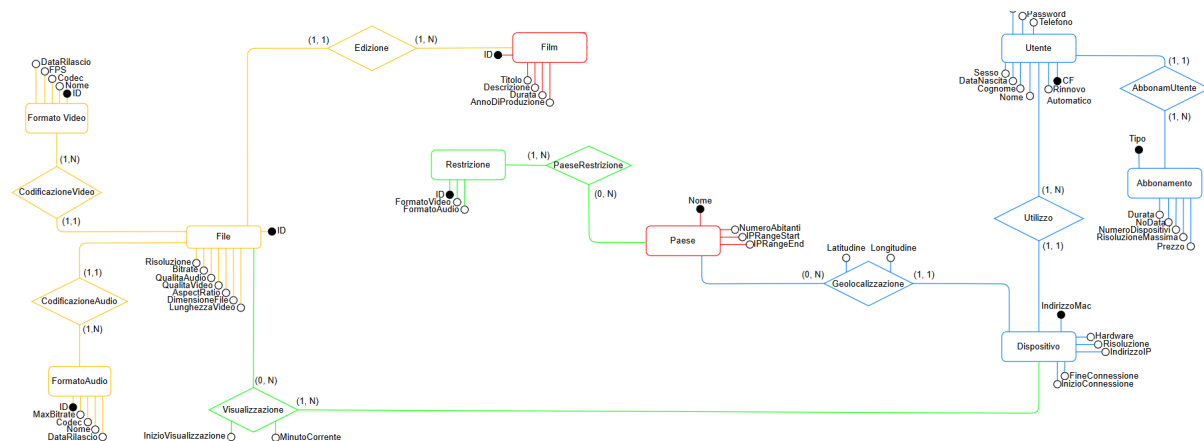 Password
Telefono
(1, 1)
Edizione
(1, N)
Film
ID
Titolo
Descrizione
Durata
AnnoDiProduzione
Utente
Sesso
DataNascita
Cognome
Nome
CF
Rinnovo
Automatico
(1, 1)
AbbonamUtente
(1, N)
Tipo
Abbonamento
Durata
NoData
NumeroDispositivi
RisoluzioneMassima
Prezzo
DataRilascio
FPS
Codec
Nome
ID
Formato Video
(1,N)
CodificazioneVideo
(1,1)
Restrizione
(1, N)
PaeseRestrizione
ID
FormatoVideo
FormatoAudio
(0, N)
Nome
Paese
NumeroAbitanti
IPRangeStart
IPRangeEnd
(1, N)
Utilizzo
(1, 1)
File
ID
Risoluzione
Bitrate
QualitaAudio
QualitaVideo
AspectRatio
DimensioneFile
LunghezzaVideo
(1,1)
CodificazioneAudio
(1,N)
Latitudine
Longitudine
(0, N)
Geolocalizzazione
(1, 1)
IndirizzoMac
Dispositivo
Hardware
Risoluzione
IndirizzoIP
FineConnessione
InizioConnessione
FormatoAudio
ID
MaxBitrate
Codec
Nome
DataRilascio
(0, N)
Visualizzazione
(1, N)
InizioVisualizzazione
MinutoCorrente